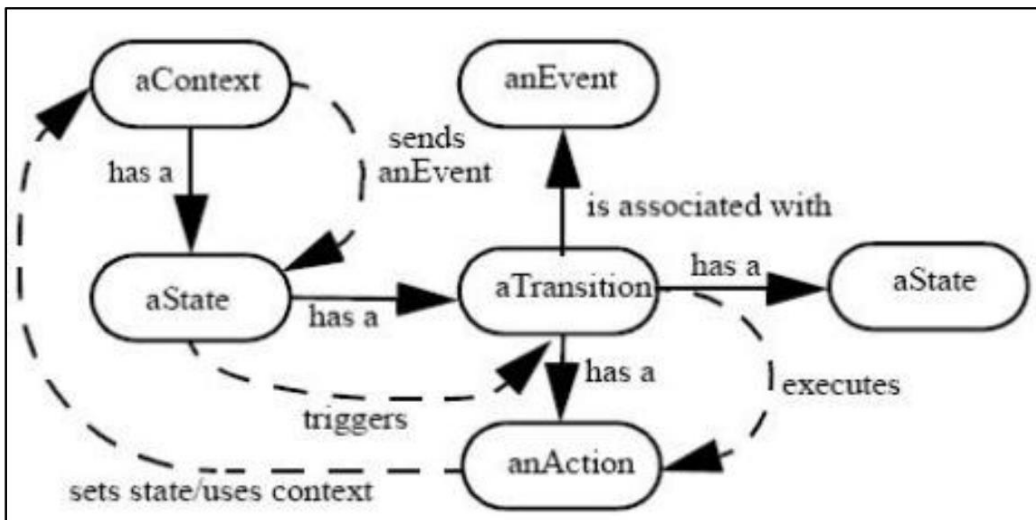 aContext
anEvent
sends
anEvent
has a
is associated with
aState
has a
aTransition
has a
aState
has a
executes
triggers
anAction
sets state/uses context